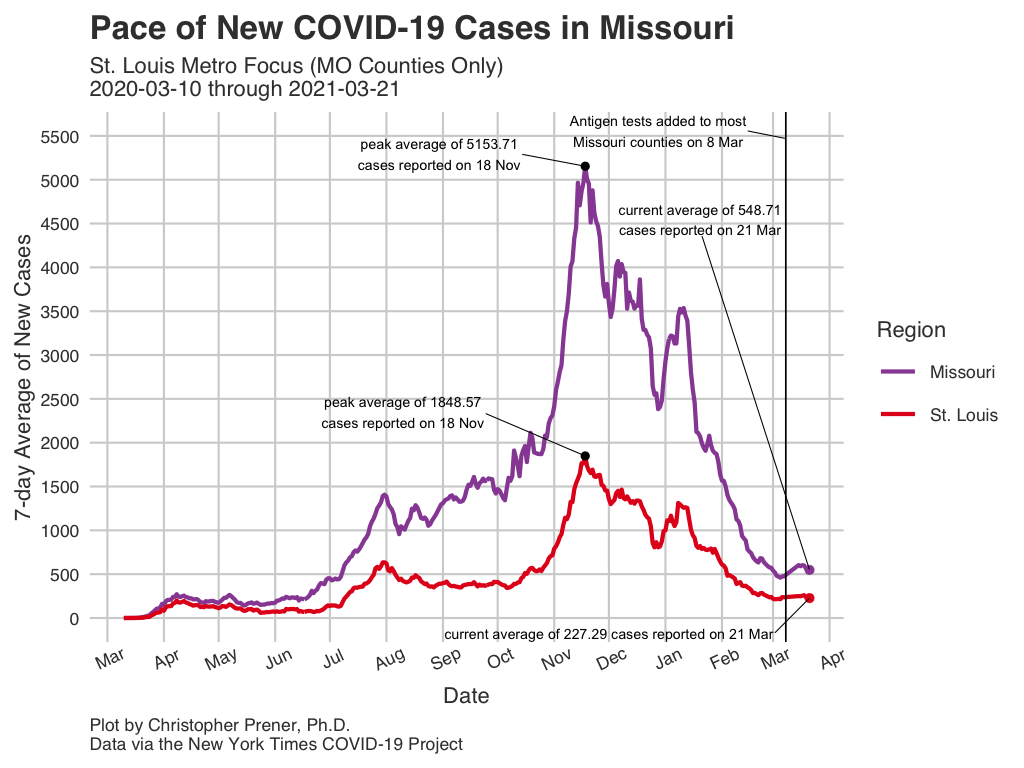 Pace of New COVID-19 Cases in Missouri
St. Louis Metro Focus (MO Counties Only)
2020-03-10 through 2021-03-21
Antigen tests added to most
Missouri counties on 8 Mar
peak average of 5153.71
cases reported on 18 Nov
current average of 548.71
cases reported on 21 Mar
peak average of 1848.57
cases reported on 18 Nov
current average of 227.29 cases reported on 21 Mar
7-day Average of New Cases
5500
5000
4500
4000
3500
3000
2500
2000
1500
1000
500
0
Mar Apr May Jun Jul Aug Sep Oct Nov Dec Jan Feb Mar Apr
Date
Region
Missouri
St. Louis
Plot by Christopher Prener, Ph.D.
Data via the New York Times COVID-19 Project